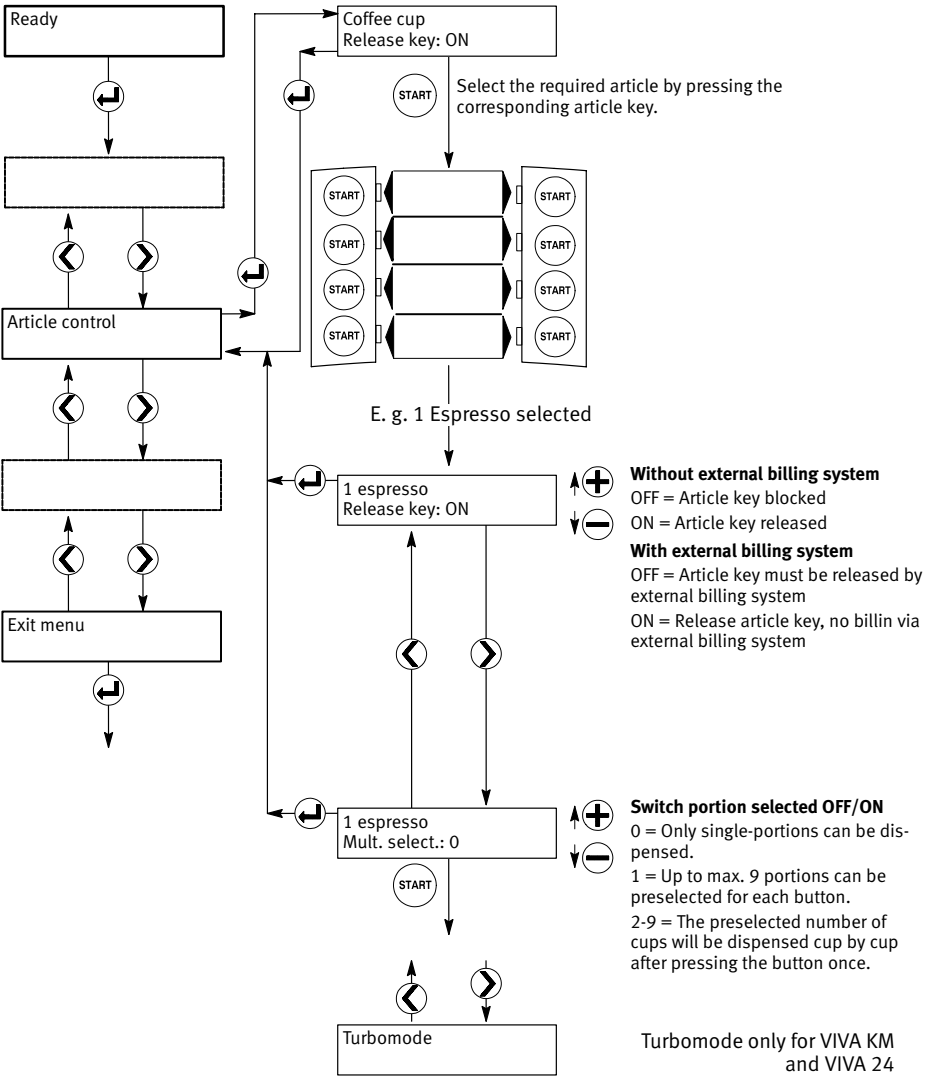 Ready
Coffee cup
Release key: ON
START
Select the required article by pressing the
corresponding article key.
START
START
START
START
START
START
START
START
Article control
E. g. 1 Espresso selected
1 espresso
Release key: ON
Without external billing system
OFF = Article key blocked
ON = Article key released
With external billing system
OFF = Article key must be released by
external billing system
ON = Release article key, no billin via
external billing system
Exit menu
1 espresso
Mult. select.: 0
START
Switch portion selected OFF/ON
0 = Only single-portions can be dis-
pensed.
1 = Up to max. 9 portions can be
preselected for each button.
2-9 = The preselected number of
cups will be dispensed cup by cup
after pressing the button once.
Turbomode
Turbomode only for VIVA KM
and VIVA 24